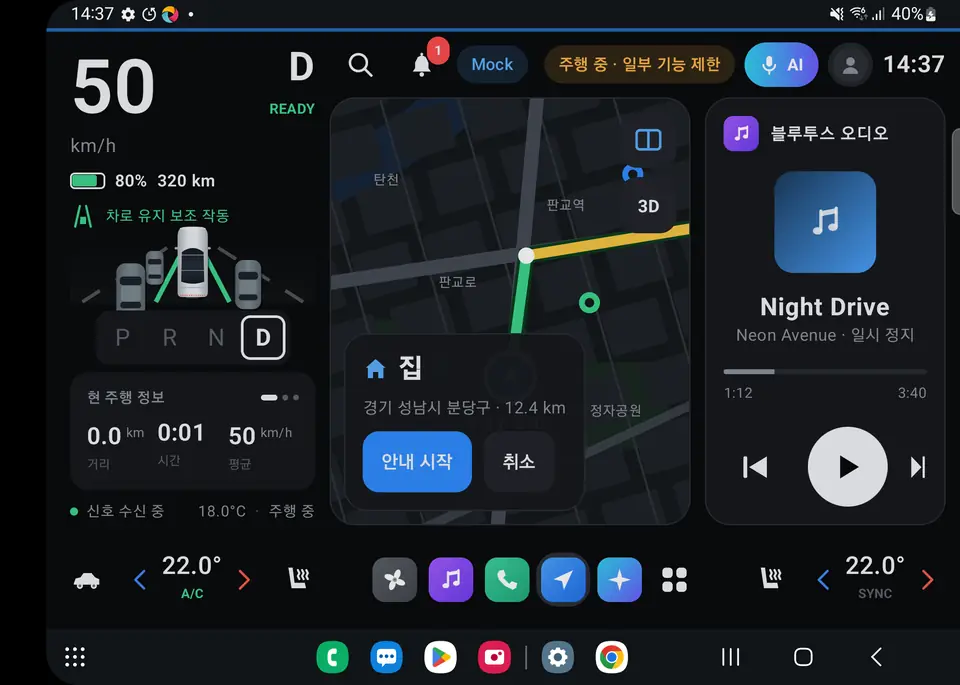 14:37
40%
50
D
km/h
READY
80% 320 km
차로 유지 보조 작동
P R N D
현 주행 정보
0.0 km 0:01 50 km/h
거리 시간 평균
신호 수신 중 18.0°C · 주행 중
1
Mock
주행 중 · 일부 기능 제한
AI
14:37
탄천
판교역
3D
판교로
정자공원
집
경기 성남시 분당구 · 12.4 km
안내 시작
취소
블루투스 오디오
Night Drive
Neon Avenue · 일시 정지
1:12 3:40
22.0°
A/C
22.0°
SYNC